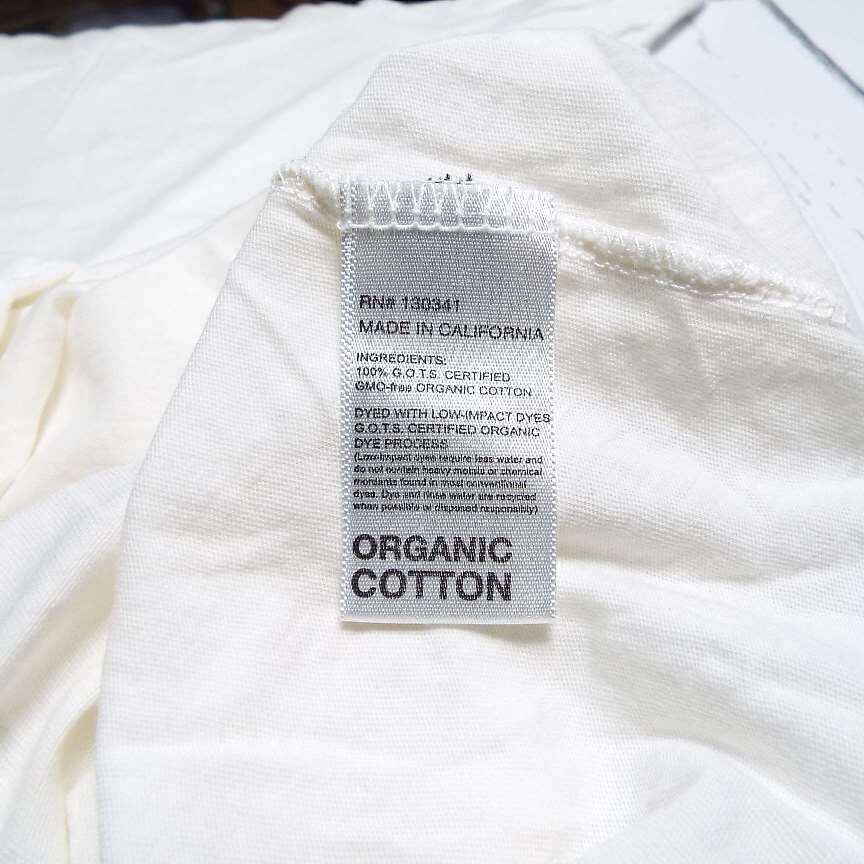 RN# 130341
MADE IN CALIFORNIA
INGREDIENTS:
100% G.O.T.S. CERTIFIED
GMO-free ORGANIC COTTON
DYED WITH LOW-IMPACT DYES
G.O.T.S. CERTIFIED ORGANIC
DYE PROCESS
(Low-impact dyes require less water and
do not contain heavy metals or chemical
mordants found in most conventional
dyes. Dye and rinse water are recycled
when possible or disposed responsibly)
ORGANIC
COTTON